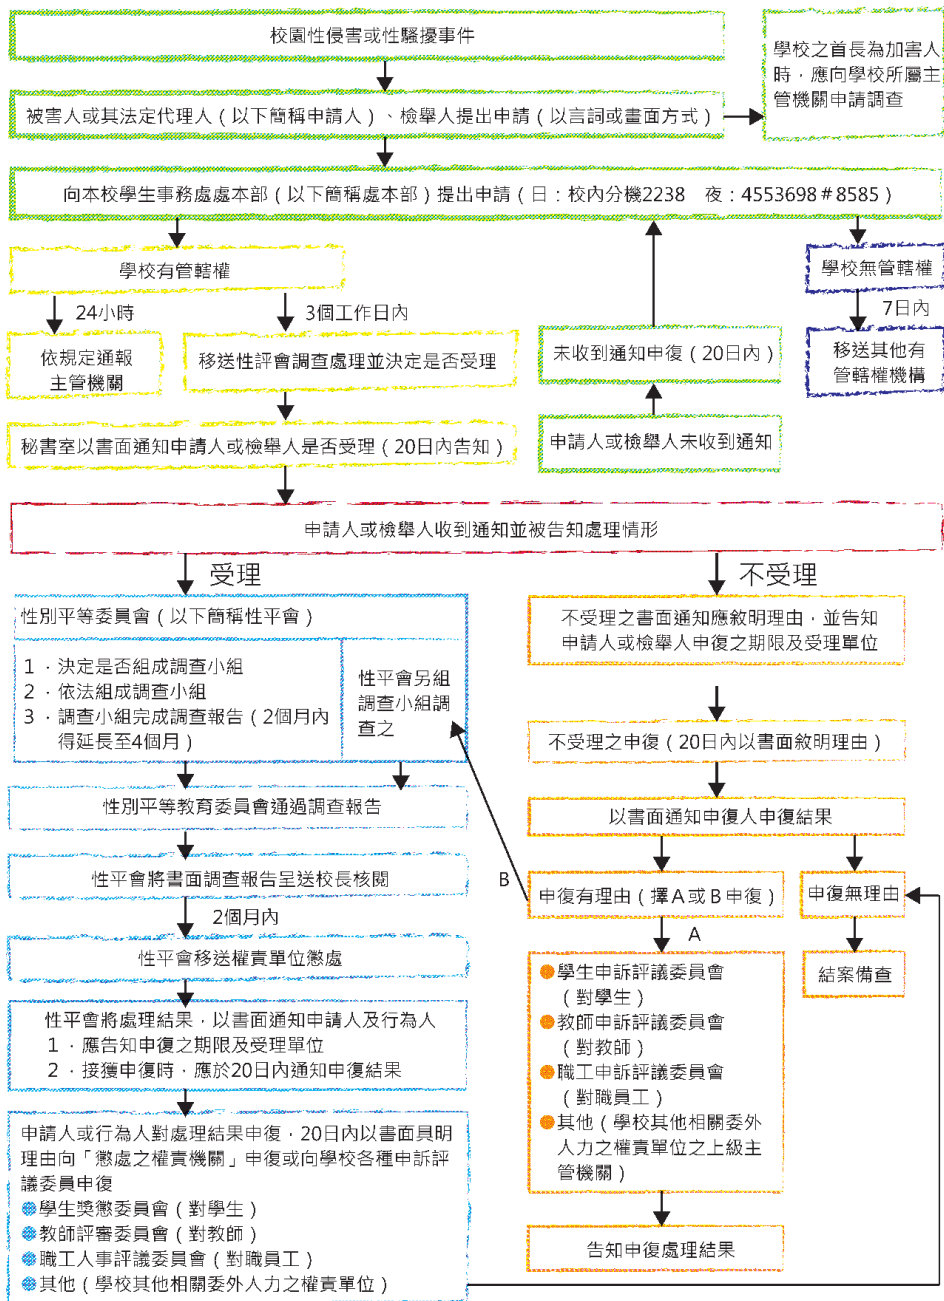 校園性侵害或性騷擾事件
學校之首長為加害人
時，應向學校所屬主
管機關申請調查
被害人或其法定代理人（以下簡稱申請人）、檢舉人提出申請（以言詞或畫面方式）
向本校學生事務處處本部（以下簡稱處本部）提出申請（日：校內分機2238　夜：4553698＃8585）
學校有管轄權
學校無管轄權
24小時
3個工作日內
7日內
依規定通報
主管機關
移送性評會調查處理並決定是否受理
未收到通知申復（20日內）
移送其他有
管轄權機構
秘書室以書面通知申請人或檢舉人是否受理（20日內告知）
申請人或檢舉人未收到通知
申請人或檢舉人收到通知並被告知處理情形
受理
不受理
性別平等委員會（以下簡稱性平會）
1．決定是否組成調查小組
2．依法組成調查小組
3．調查小組完成調查報告（2個月內
得延長至4個月）
性平會另組
調查小組調
查之
不受理之書面通知應敘明理由，並告知
申請人或檢舉人申復之期限及受理單位
不受理之申復（20日內以書面敘明理由）
性別平等教育委員會通過調查報告
以書面通知申復人申復結果
性平會將書面調查報告呈送校長核閱
B
申復有理由（擇A或B申復）
申復無理由
2個月內
A
性平會移送權責單位懲處
結案備查
性平會將處理結果，以書面通知申請人及行為人
1．應告知申復之期限及受理單位
2．接獲申復時，應於20日內通知申復結果
●學生申訴評議委員會
（對學生）
●教師申訴評議委員會
（對教師）
●職工申訴評議委員會
（對職員工）
●其他（學校其他相關委外
人力之權責單位之上級主
管機關）
申請人或行為人對處理結果申復，20日內以書面具明
理由向「懲處之權責機關」申復或向學校各種申訴評
議委員申復
●學生獎懲委員會（對學生）
●教師評審委員會（對教師）
●職工人事評議委員會（對職員工）
●其他（學校其他相關委外人力之權責單位）
告知申復處理結果